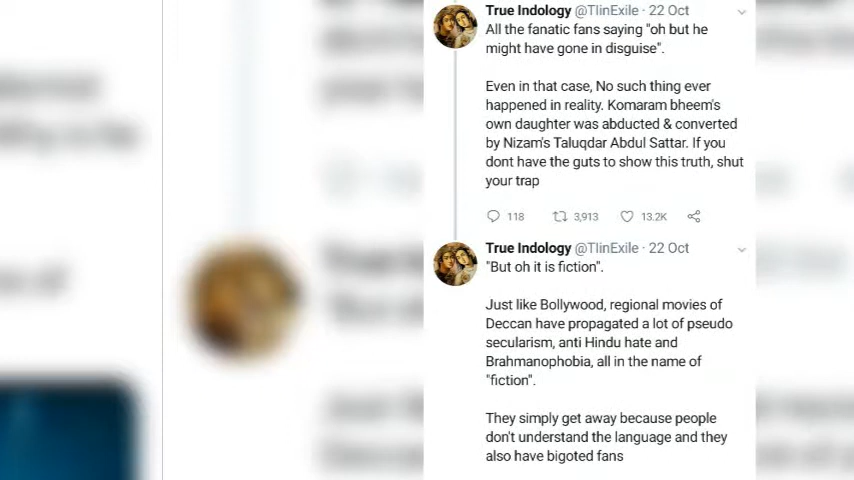 True Indology @TlinExile · 22 Oct
All the fanatic fans saying "oh but he
might have gone in disguise".
Even in that case, No such thing ever
happened in reality. Komaram bheem's
own daughter was abducted & converted
by Nizam's Taluqdar Abdul Sattar. If you
dont have the guts to show this truth, shut
your trap
118 3,913 13.2K
True Indology @TlinExile · 22 Oct
"But oh it is fiction".
Just like Bollywood, regional movies of
Deccan have propagated a lot of pseudo
secularism, anti Hindu hate and
Brahmanophobia, all in the name of
"fiction".
They simply get away because people
don't understand the language and they
also have bigoted fans